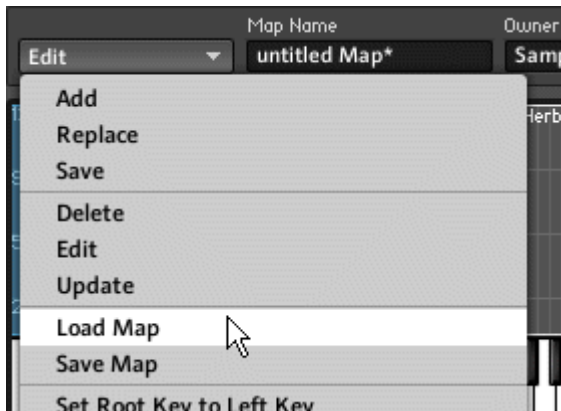 Map Name
Owner
Edit
untitled Map*
Samp
Add
Replace
Save
Delete
Edit
Update
Load Map
Save Map
Set Root Key to Left Key
Herb